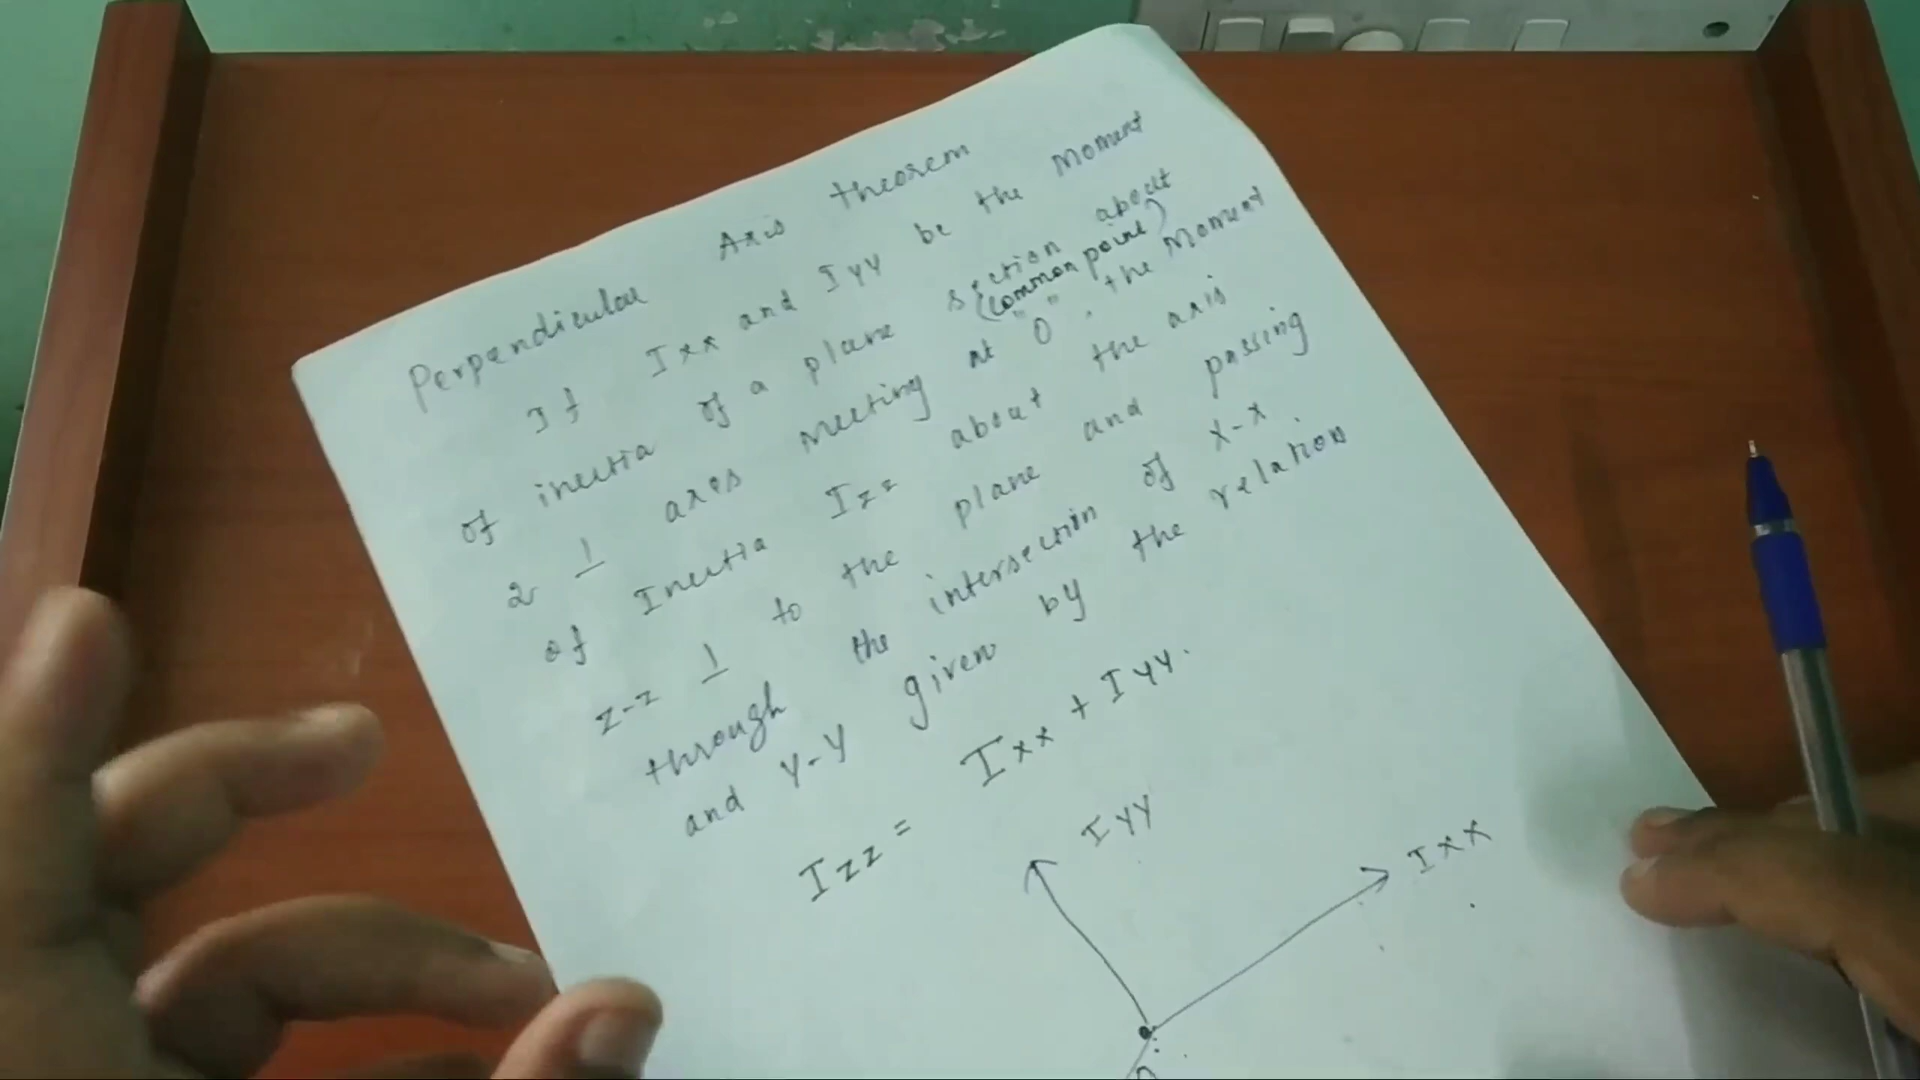 Perpendicular Axis theorem
If Ixx and Iyy be the Moment
of inertia of a plane section about
(common point)
2 ⊥ axes meeting at "O", the Moment
of Inertia Izz about the axis
z-z ⊥ to the plane and passing
through the intersection of x-x
and y-y given by the relation
Izz = Ixx + Iyy.
Iyy
Ixx